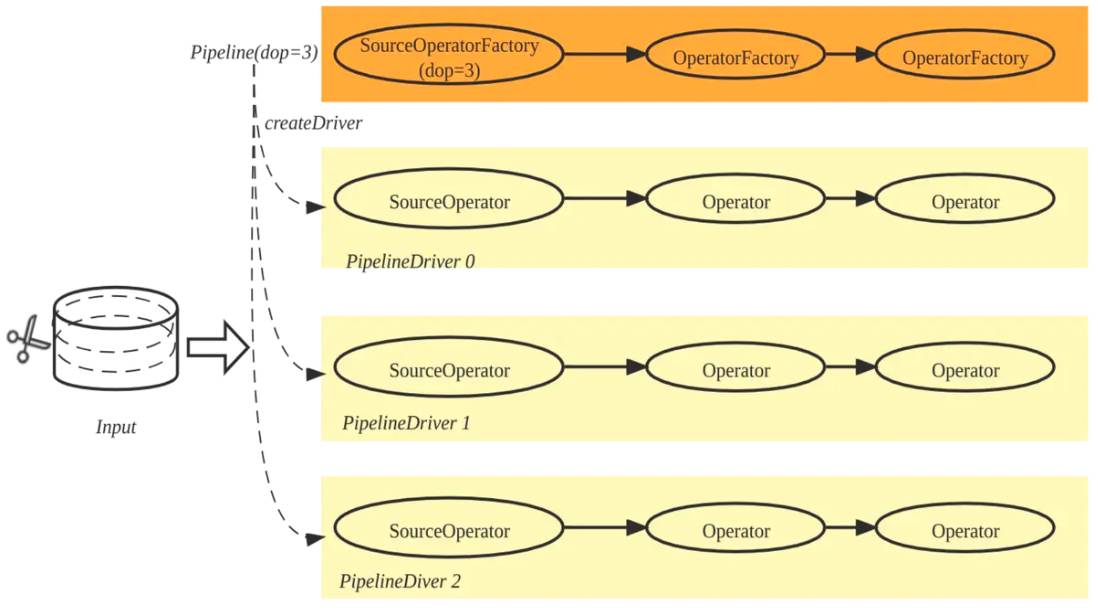 Pipeline(dop=3)
SourceOperatorFactory
(dop=3)
OperatorFactory
OperatorFactory
createDriver
SourceOperator
Operator
Operator
PipelineDriver 0
SourceOperator
Operator
Operator
PipelineDriver 1
Input
SourceOperator
Operator
Operator
PipelineDiver 2